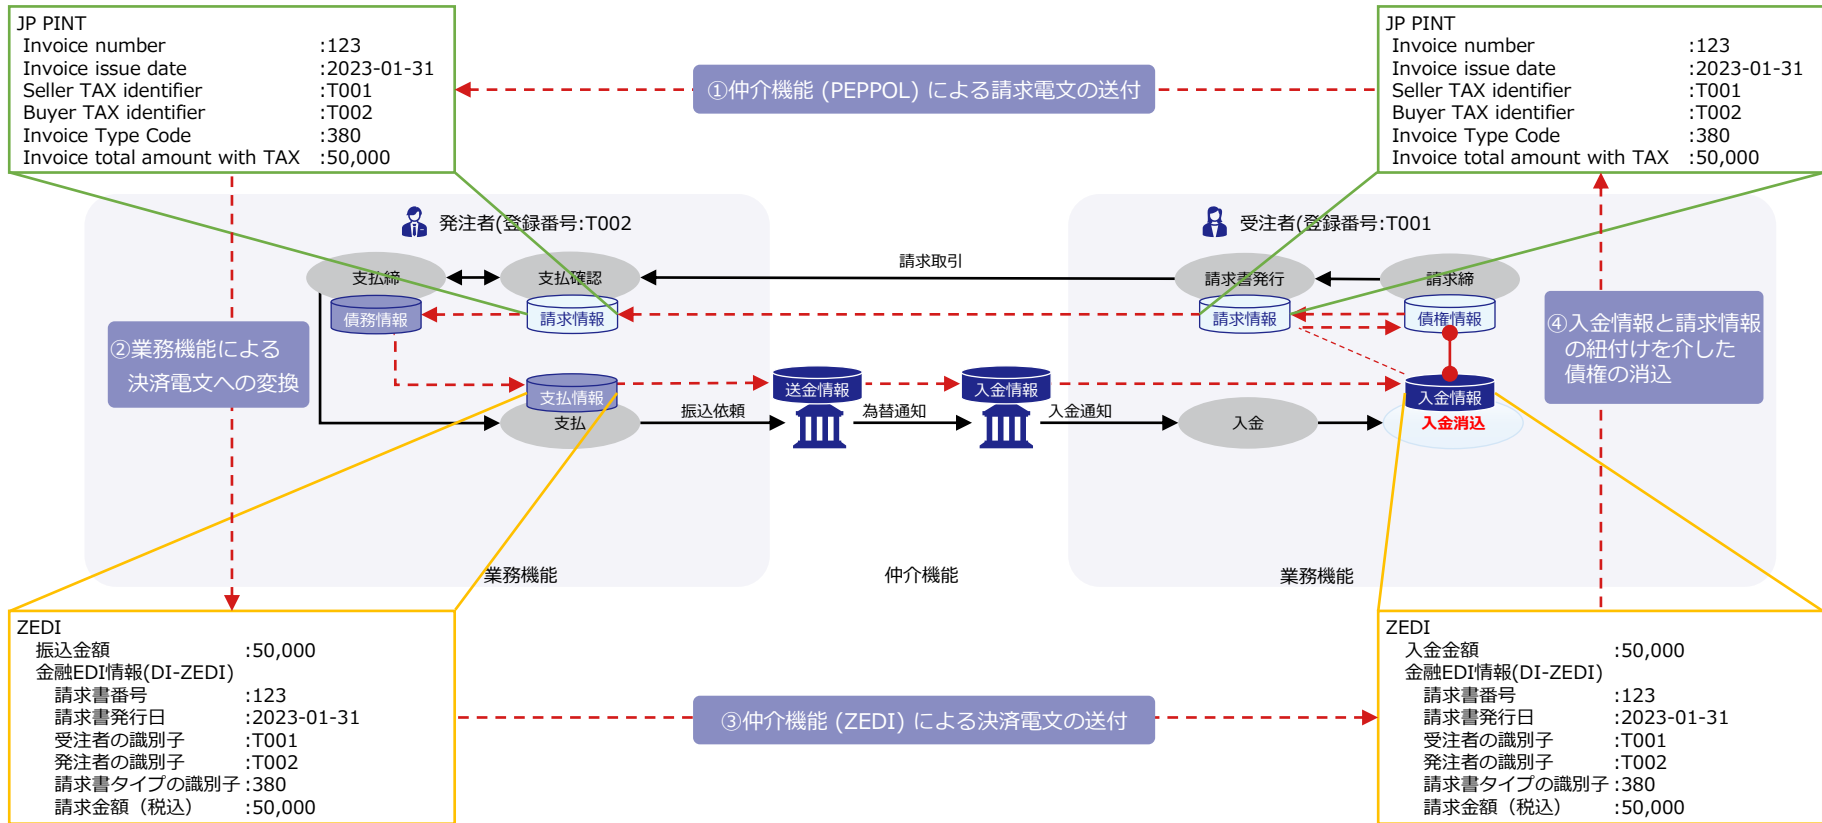 JP PINT
Invoice number :123
Invoice issue date :2023-01-31
Seller TAX identifier :T001
Buyer TAX identifier :T002
Invoice Type Code :380
Invoice total amount with TAX :50,000
①仲介機能 (PEPPOL) による請求電文の送付
JP PINT
Invoice number :123
Invoice issue date :2023-01-31
Seller TAX identifier :T001
Buyer TAX identifier :T002
Invoice Type Code :380
Invoice total amount with TAX :50,000
発注者(登録番号:T002
受注者(登録番号:T001
支払締
支払確認
請求取引
請求書発行
請求締
債務情報
請求情報
請求情報
債権情報
②業務機能による
決済電文への変換
④入金情報と請求情報
の紐付けを介した
債権の消込
支払情報
送金情報
入金情報
入金情報
支払
振込依頼
為替通知
入金通知
入金
入金消込
業務機能
仲介機能
業務機能
ZEDI
振込金額 :50,000
金融EDI情報(DI-ZEDI)
請求書番号 :123
請求書発行日 :2023-01-31
受注者の識別子 :T001
発注者の識別子 :T002
請求書タイプの識別子 :380
請求金額（税込） :50,000
③仲介機能 (ZEDI) による決済電文の送付
ZEDI
入金金額 :50,000
金融EDI情報(DI-ZEDI)
請求書番号 :123
請求書発行日 :2023-01-31
受注者の識別子 :T001
発注者の識別子 :T002
請求書タイプの識別子 :380
請求金額（税込） :50,000